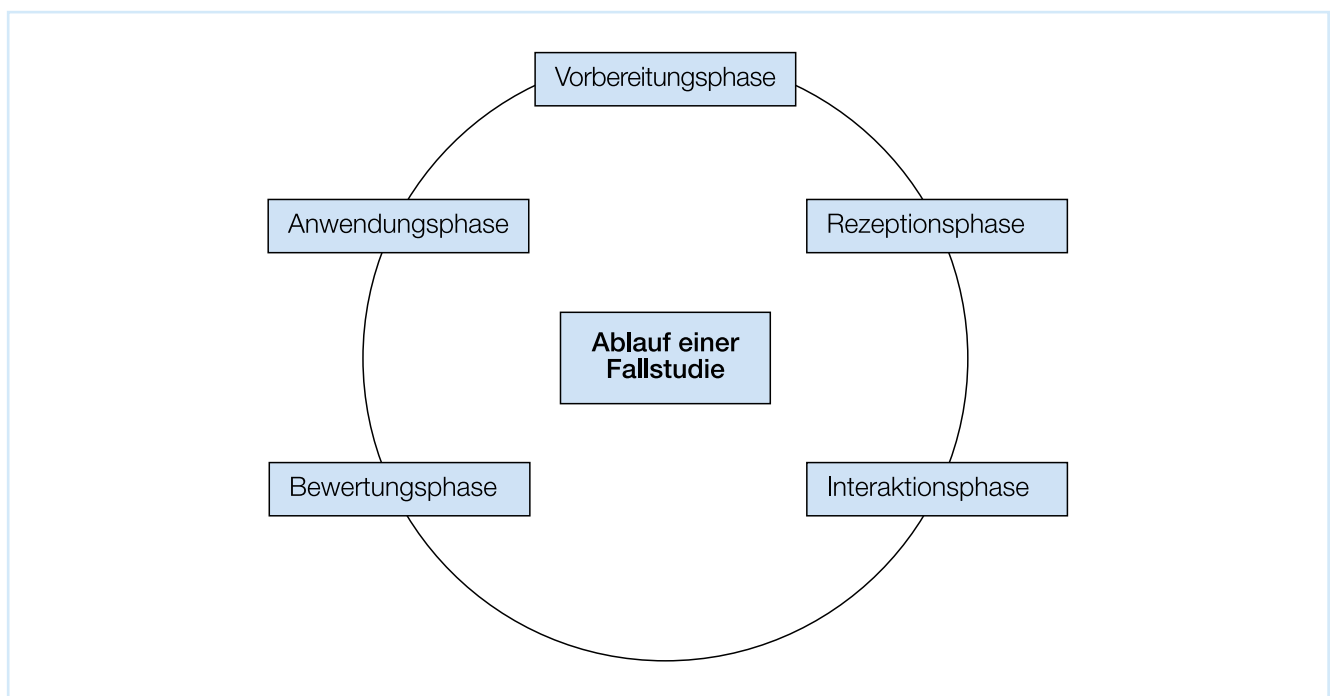 Vorbereitungsphase
Anwendungsphase
Rezeptionsphase
Ablauf einer
Fallstudie
Bewertungsphase
Interaktionsphase